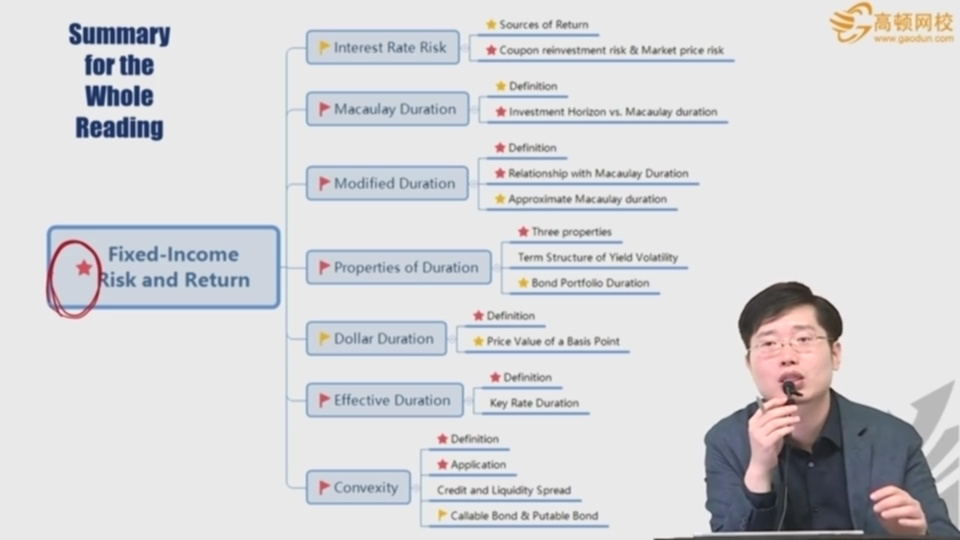 Summary
for the
Whole
Reading
高顿网校
www.gaodun.com
Fixed-Income
Risk and Return
Interest Rate Risk
Sources of Return
Coupon reinvestment risk & Market price risk
Macaulay Duration
Definition
Investment Horizon vs. Macaulay duration
Modified Duration
Definition
Relationship with Macaulay Duration
Approximate Macaulay duration
Properties of Duration
Three properties
Term Structure of Yield Volatility
Bond Portfolio Duration
Dollar Duration
Definition
Price Value of a Basis Point
Effective Duration
Definition
Key Rate Duration
Convexity
Definition
Application
Credit and Liquidity Spread
Callable Bond & Putable Bond